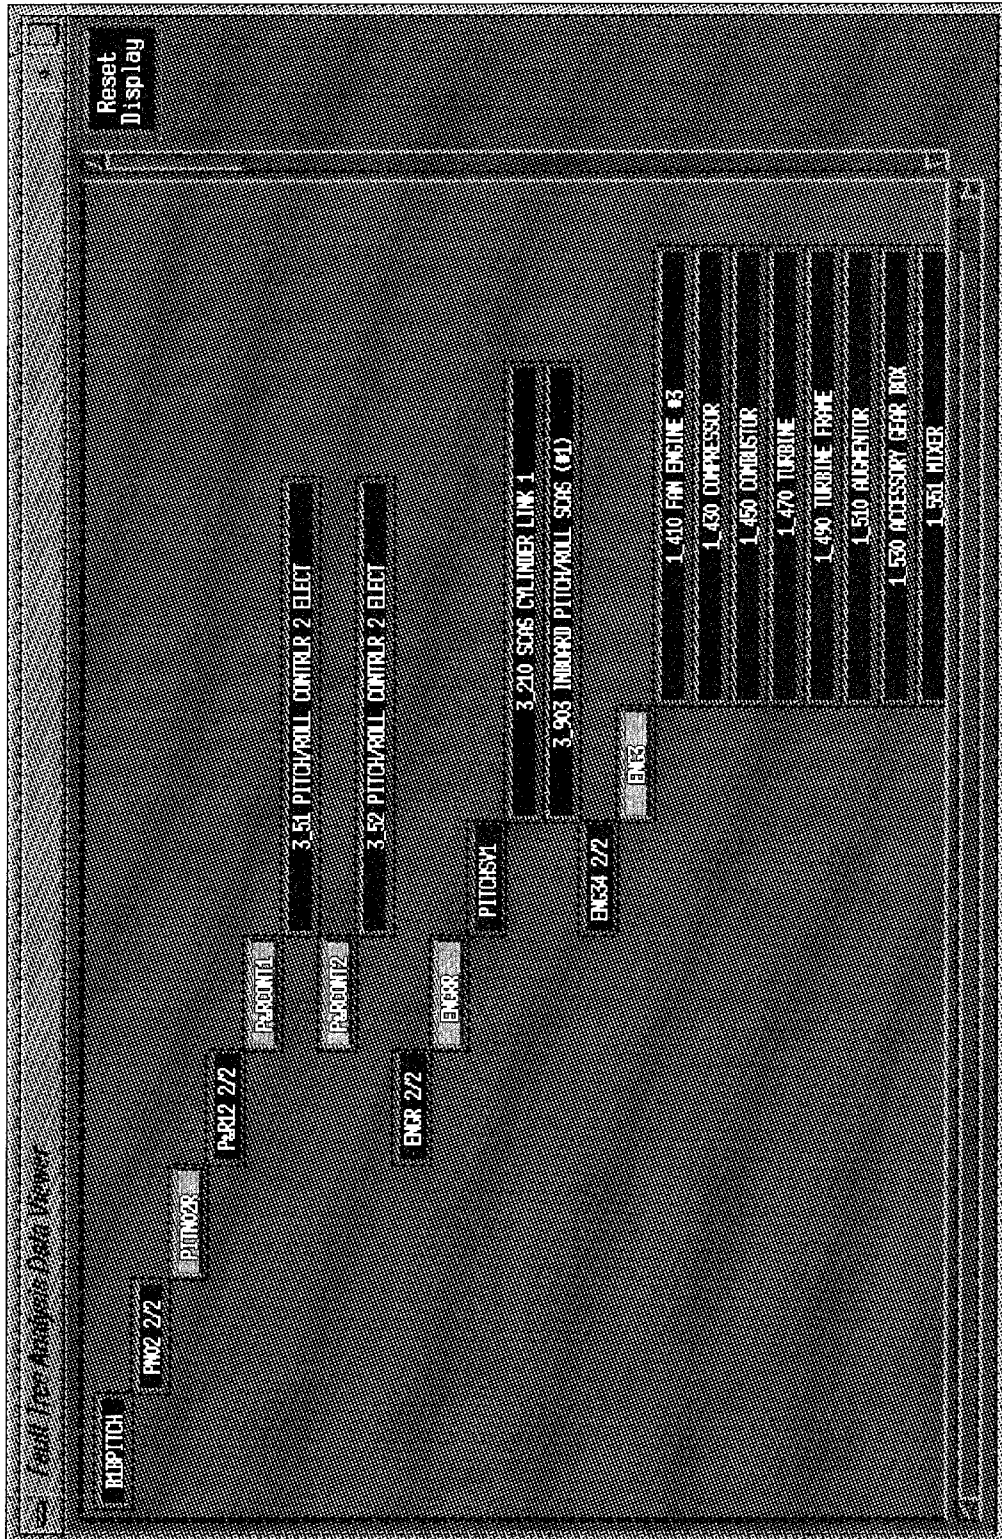 Fault Tree Analysis Data Viewer
Reset
Display
B1BPITCH
PNO2 2/2
PITNO2R
P&R12 2/2
P&RCONT1
3_51 PITCH/ROLL CONTRLR 2 ELECT
P&RCONT2
3_52 PITCH/ROLL CONTRLR 2 ELECT
ENGR 2/2
ENGRR
PITCHSV1
3_210 SCAS CYLINDER LINK 1
3_903 INBOARD PITCH/ROLL SCAS (#1)
ENG34 2/2
ENG3
1_410 FAN ENGINE #3
1_430 COMPRESSOR
1_450 COMBUSTOR
1_470 TURBINE
1_490 TURBINE FRAME
1_510 AUGMENTOR
1_530 ACCESSORY GEAR BOX
1_551 MIXER